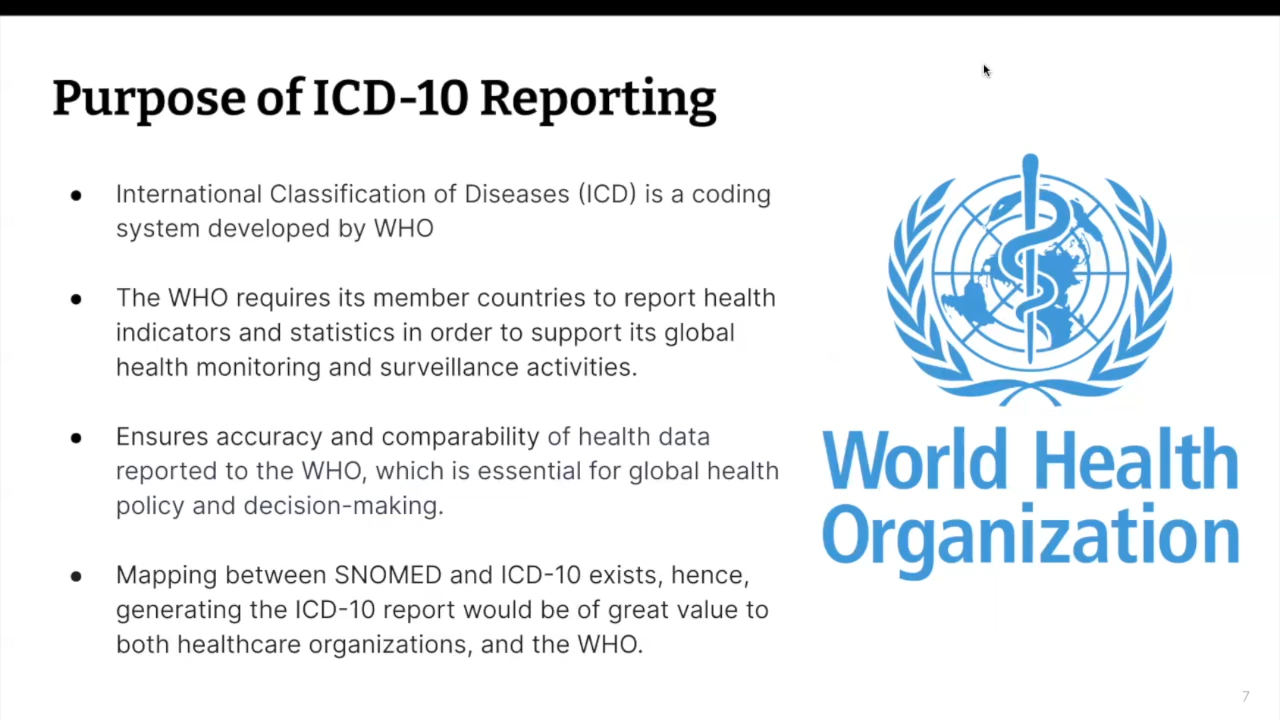 Purpose of ICD-10 Reporting
● International Classification of Diseases (ICD) is a coding
system developed by WHO
● The WHO requires its member countries to report health
indicators and statistics in order to support its global
health monitoring and surveillance activities.
● Ensures accuracy and comparability of health data
reported to the WHO, which is essential for global health
policy and decision-making.
● Mapping between SNOMED and ICD-10 exists, hence,
generating the ICD-10 report would be of great value to
both healthcare organizations, and the WHO.
World Health
Organization
7